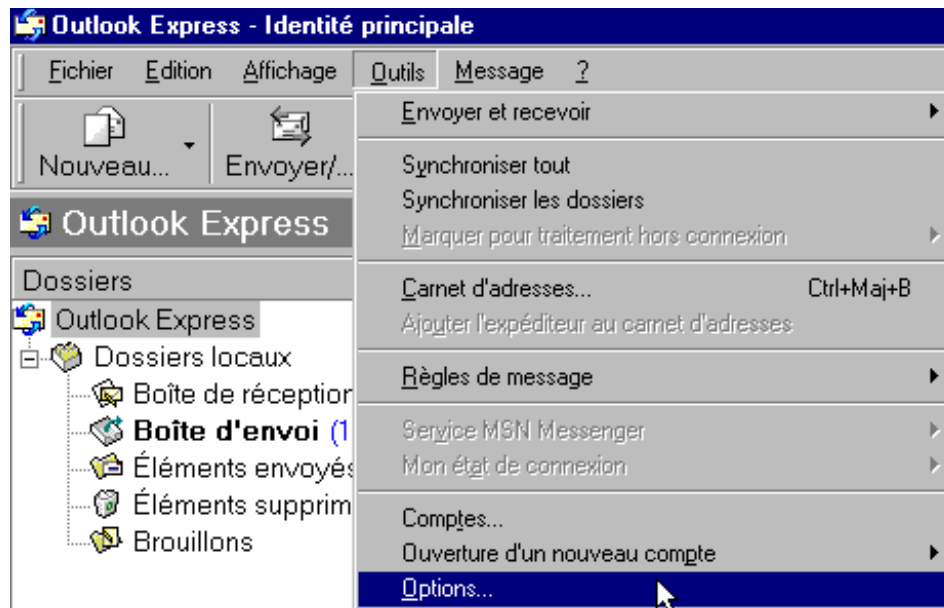 Outlook Express - Identité principale
Fichier Edition Affichage Outils Message ?
Nouveau... Envoyer/...
Outlook Express
Dossiers
Outlook Express
Dossiers locaux
Boîte de réception
Boîte d'envoi (1
Éléments envoyés
Éléments supprim
Brouillons
Envoyer et recevoir
Synchroniser tout
Synchroniser les dossiers
Marquer pour traitement hors connexion
Carnet d'adresses... Ctrl+Maj+B
Ajouter l'expéditeur au carnet d'adresses
Règles de message
Service MSN Messenger
Mon état de connexion
Comptes...
Ouverture d'un nouveau compte
Options...